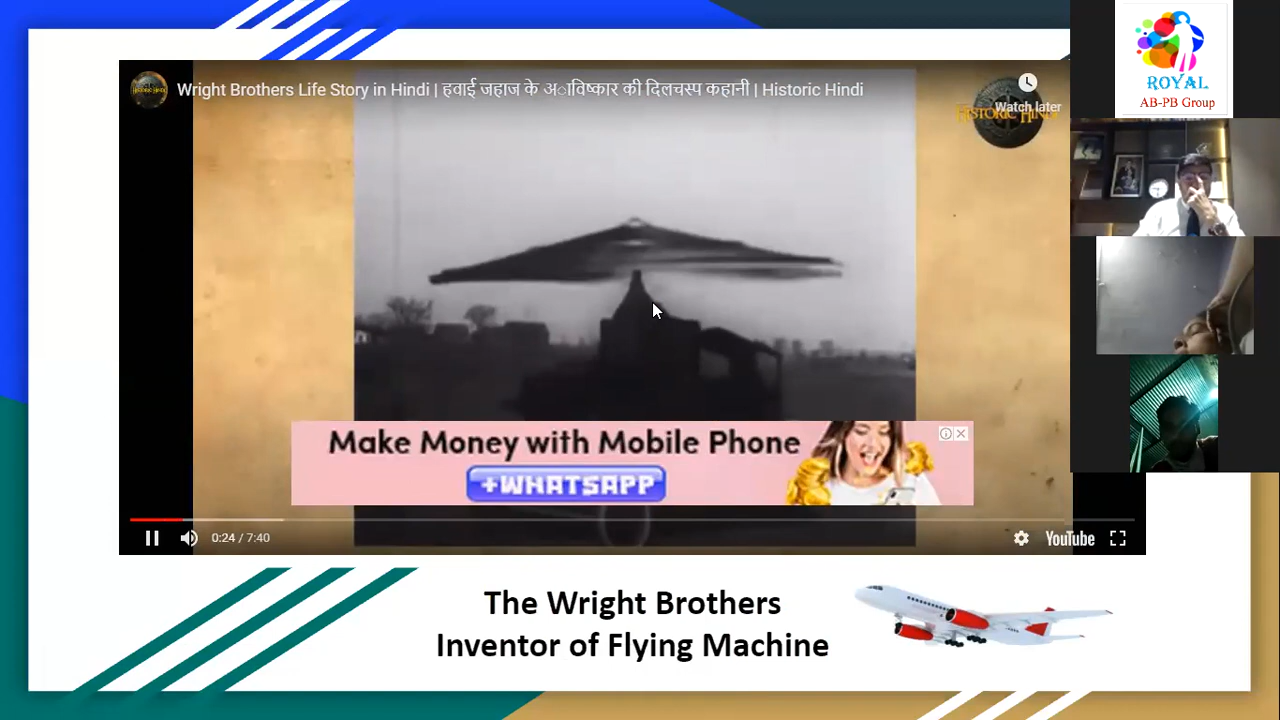 Wright Brothers Life Story in Hindi | हवाई जहाज के अाविष्कार की दिलचस्प कहानी | Historic Hindi
Watch later
HISTORIC HINDI
ROYAL
AB-PB Group
Make Money with Mobile Phone
+WHATSAPP
0:24 / 7:40
YouTube
The Wright Brothers
Inventor of Flying Machine